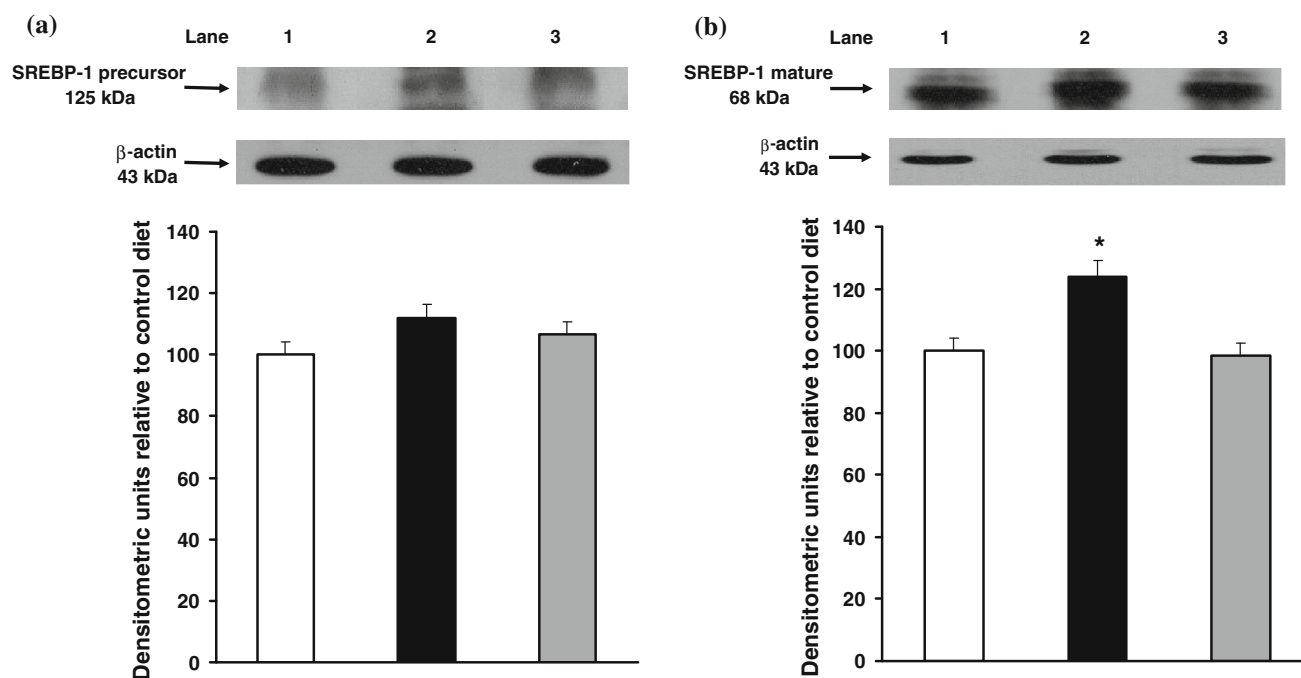 (a)
Lane 1 2 3
SREBP-1 precursor
125 kDa
β-actin
43 kDa
Densitometric units relative to control diet
140
120
100
80
60
40
20
0
(b)
Lane 1 2 3
SREBP-1 mature
68 kDa
β-actin
43 kDa
Densitometric units relative to control diet
140
120
100
80
60
40
20
0
*